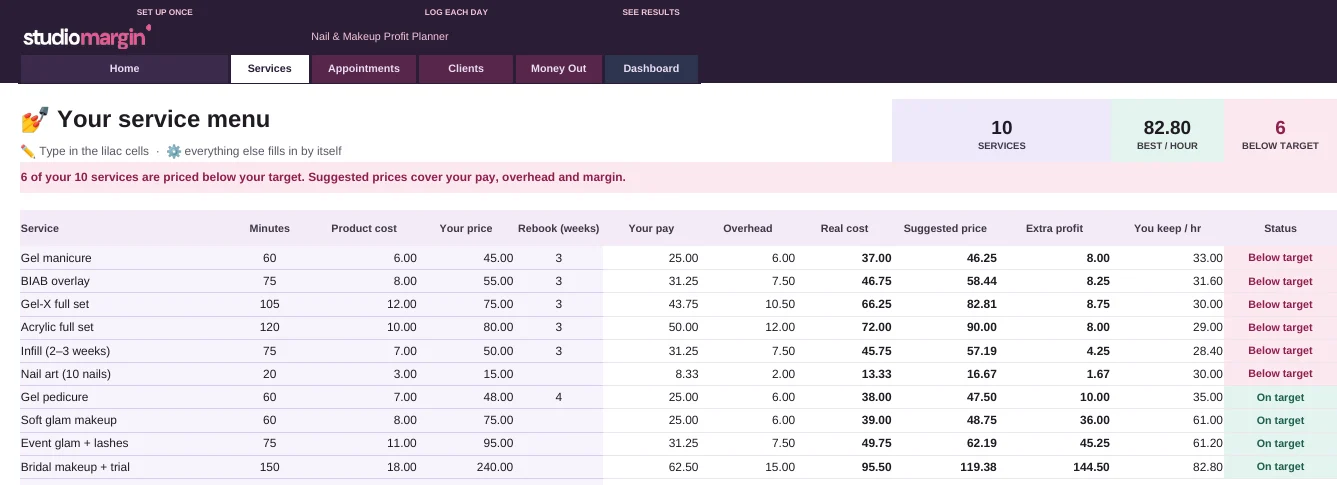 SET UP ONCE LOG EACH DAY SEE RESULTS
studiomargin Nail & Makeup Profit Planner
Home Services Appointments Clients Money Out Dashboard
Your service menu
10 82.80 6
SERVICES BEST / HOUR BELOW TARGET
Type in the lilac cells · everything else fills in by itself
6 of your 10 services are priced below your target. Suggested prices cover your pay, overhead and margin.
Service Minutes Product cost Your price Rebook (weeks) Your pay Overhead Real cost Suggested price Extra profit You keep / hr Status
Gel manicure 60 6.00 45.00 3 25.00 6.00 37.00 46.25 8.00 33.00 Below target
BIAB overlay 75 8.00 55.00 3 31.25 7.50 46.75 58.44 8.25 31.60 Below target
Gel-X full set 105 12.00 75.00 3 43.75 10.50 66.25 82.81 8.75 30.00 Below target
Acrylic full set 120 10.00 80.00 3 50.00 12.00 72.00 90.00 8.00 29.00 Below target
Infill (2–3 weeks) 75 7.00 50.00 3 31.25 7.50 45.75 57.19 4.25 28.40 Below target
Nail art (10 nails) 20 3.00 15.00 8.33 2.00 13.33 16.67 1.67 30.00 Below target
Gel pedicure 60 7.00 48.00 4 25.00 6.00 38.00 47.50 10.00 35.00 On target
Soft glam makeup 60 8.00 75.00 25.00 6.00 39.00 48.75 36.00 61.00 On target
Event glam + lashes 75 11.00 95.00 31.25 7.50 49.75 62.19 45.25 61.20 On target
Bridal makeup + trial 150 18.00 240.00 62.50 15.00 95.50 119.38 144.50 82.80 On target